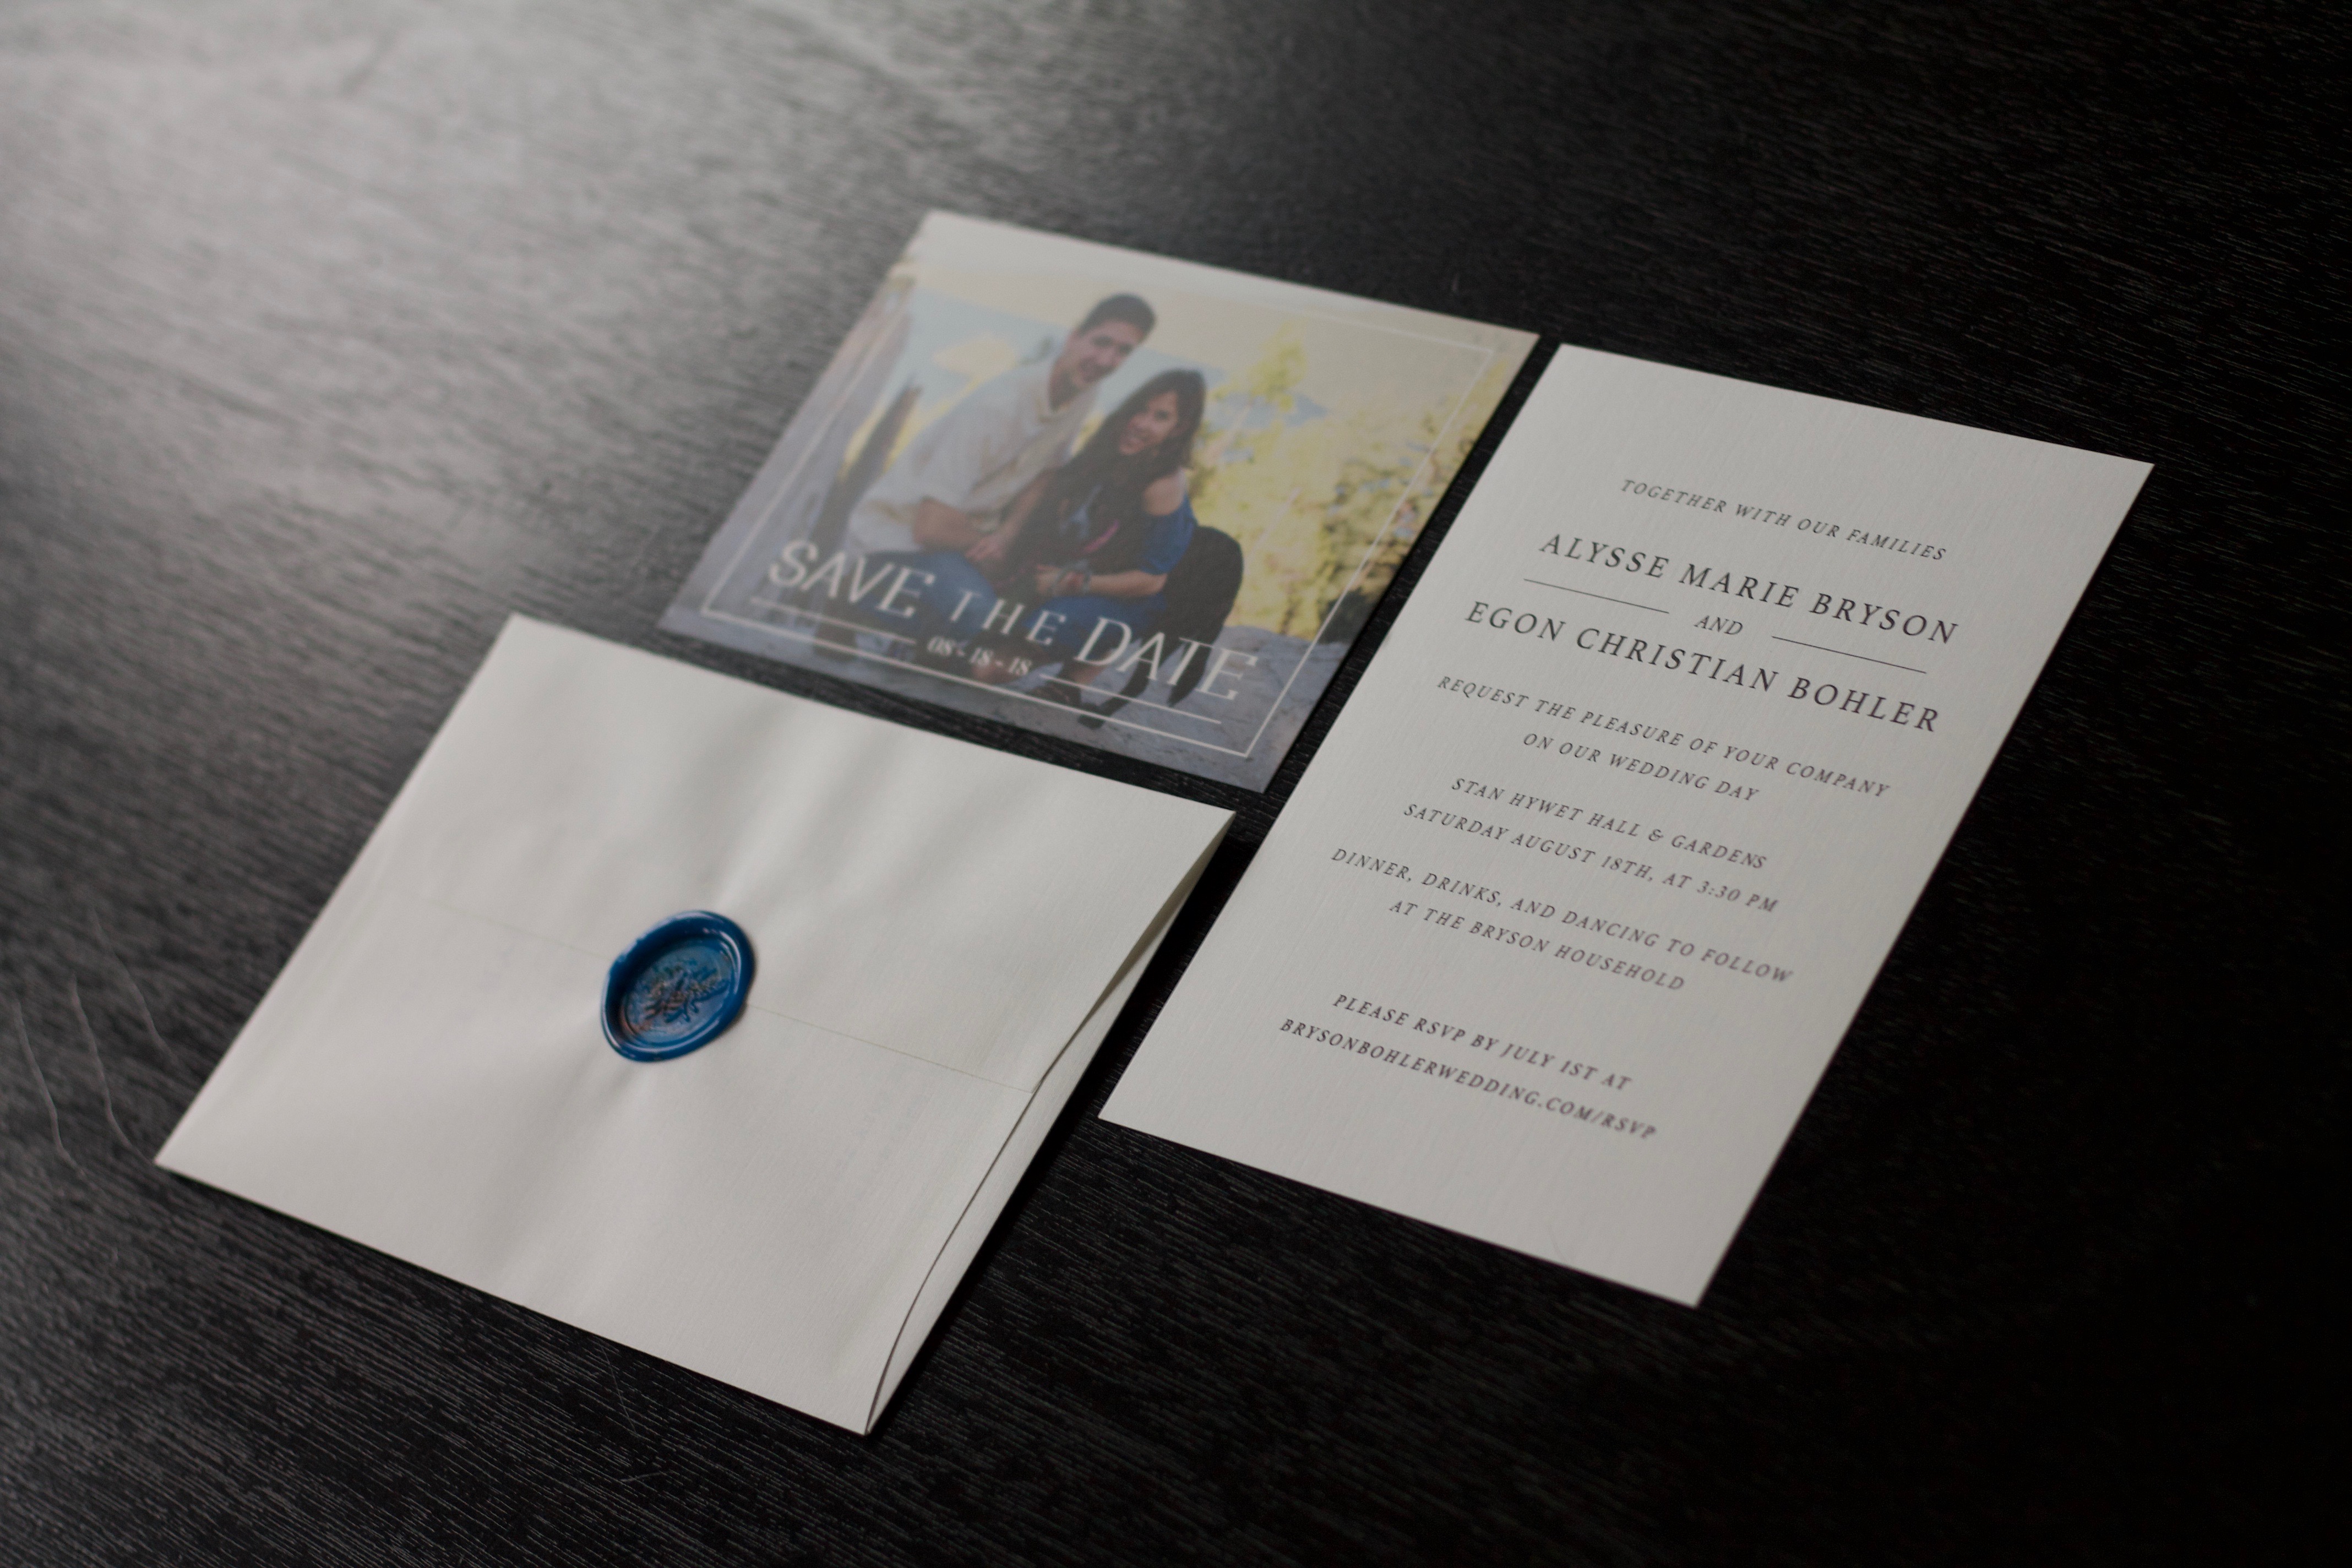 SAVE THE DATE
08-18-18
TOGETHER WITH OUR FAMILIES
ALYSSE MARIE BRYSON
AND
EGON CHRISTIAN BOHLER
REQUEST THE PLEASURE OF YOUR COMPANY
ON OUR WEDDING DAY
STAN HYWET HALL & GARDENS
SATURDAY AUGUST 18TH, AT 3:30 PM
DINNER, DRINKS, AND DANCING TO FOLLOW
AT THE BRYSON HOUSEHOLD
PLEASE RSVP BY JULY 1ST AT
BRYSONBOHLERWEDDING.COM/RSVP